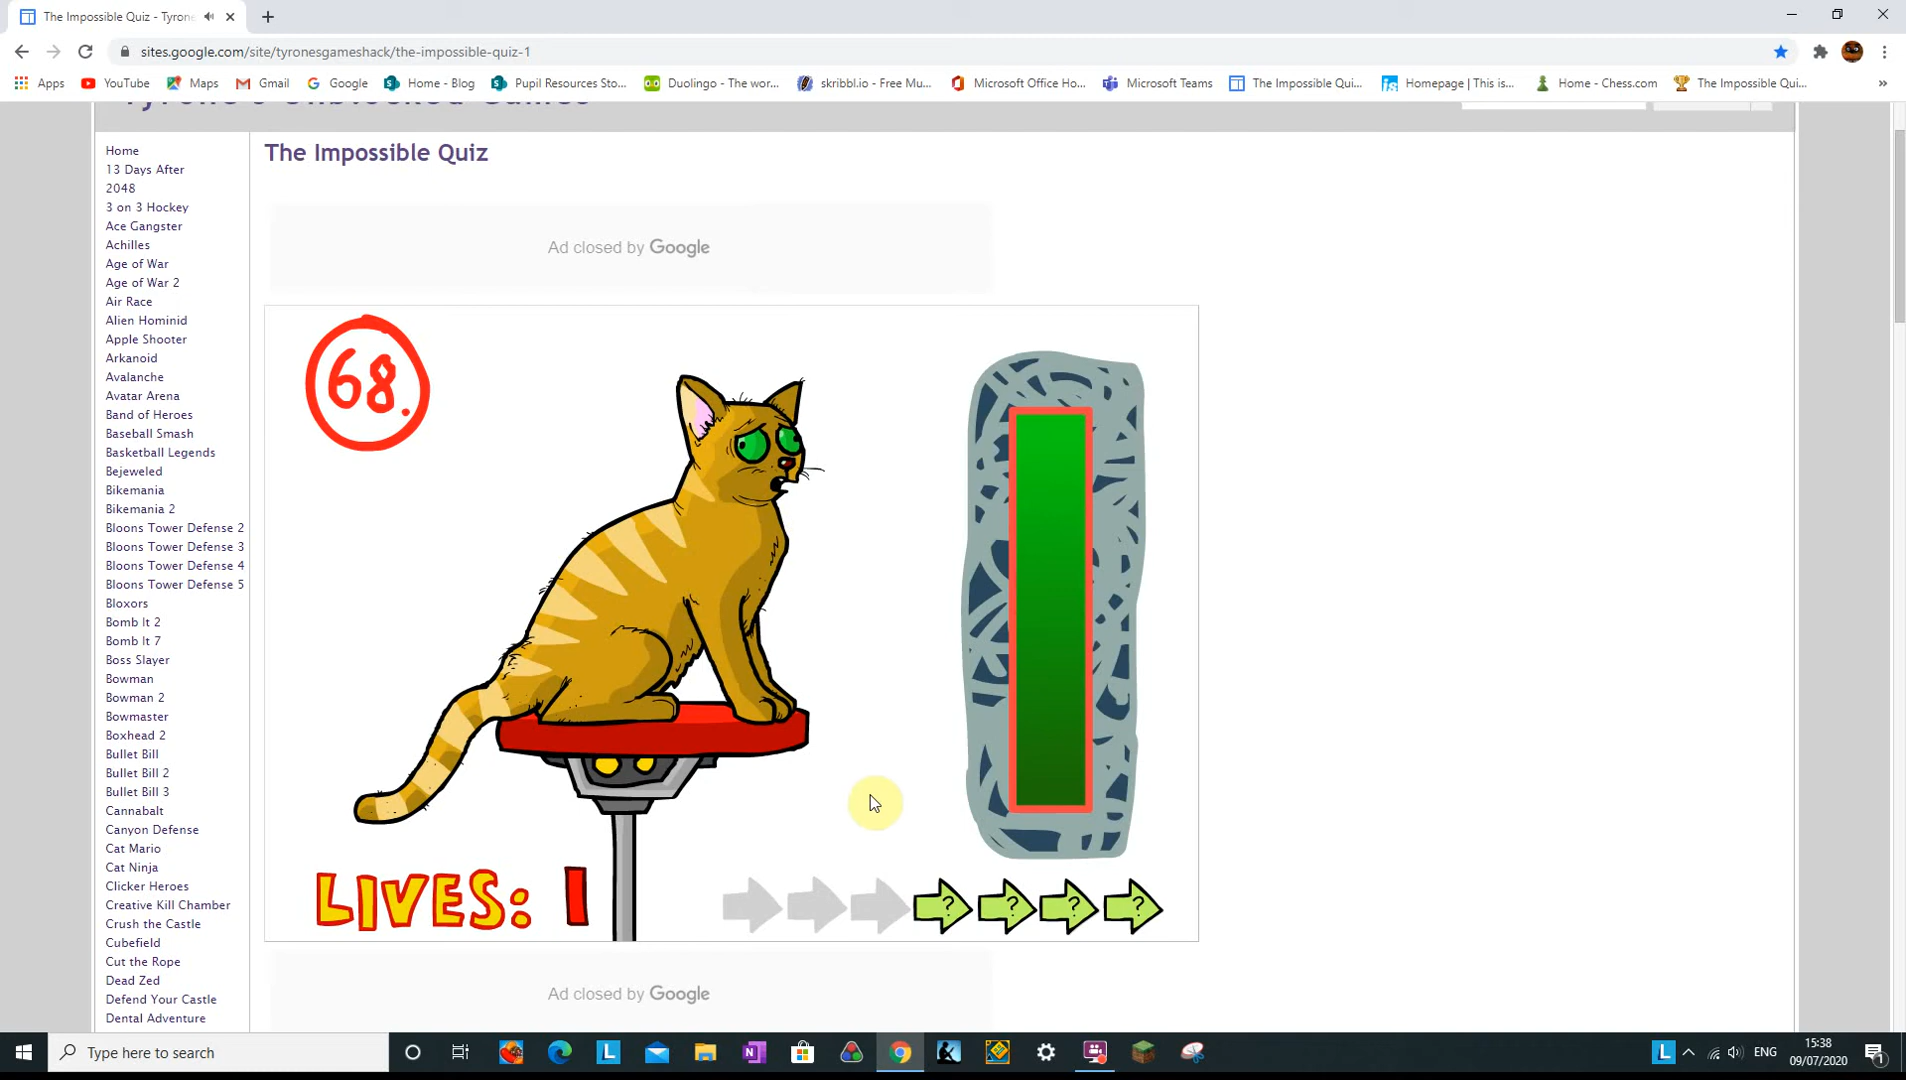 The Impossible Quiz - Tyrone
sites.google.com/site/tyronesgameshack/the-impossible-quiz-1
Apps YouTube Maps Gmail Google Home - Blog Pupil Resources Sto... Duolingo - The wor... skribbl.io - Free Mu... Microsoft Office Ho... Microsoft Teams The Impossible Qui... Homepage | This is... Home - Chess.com The Impossible Qui... »
Tyrone's Unblocked Games
The Impossible Quiz
Home
13 Days After
2048
3 on 3 Hockey
Ace Gangster
Achilles
Age of War
Age of War 2
Air Race
Alien Hominid
Apple Shooter
Arkanoid
Avalanche
Avatar Arena
Band of Heroes
Baseball Smash
Basketball Legends
Bejeweled
Bikemania
Bikemania 2
Bloons Tower Defense 2
Bloons Tower Defense 3
Bloons Tower Defense 4
Bloons Tower Defense 5
Bloxors
Bomb It 2
Bomb It 7
Boss Slayer
Bowman
Bowman 2
Bowmaster
Boxhead 2
Bullet Bill
Bullet Bill 2
Bullet Bill 3
Cannabalt
Canyon Defense
Cat Mario
Cat Ninja
Clicker Heroes
Creative Kill Chamber
Crush the Castle
Cubefield
Cut the Rope
Dead Zed
Defend Your Castle
Dental Adventure
Ad closed by Google
68.
LIVES: 1
? ? ? ?
Ad closed by Google
Type here to search
L
N
L
ENG
15:38
09/07/2020
1